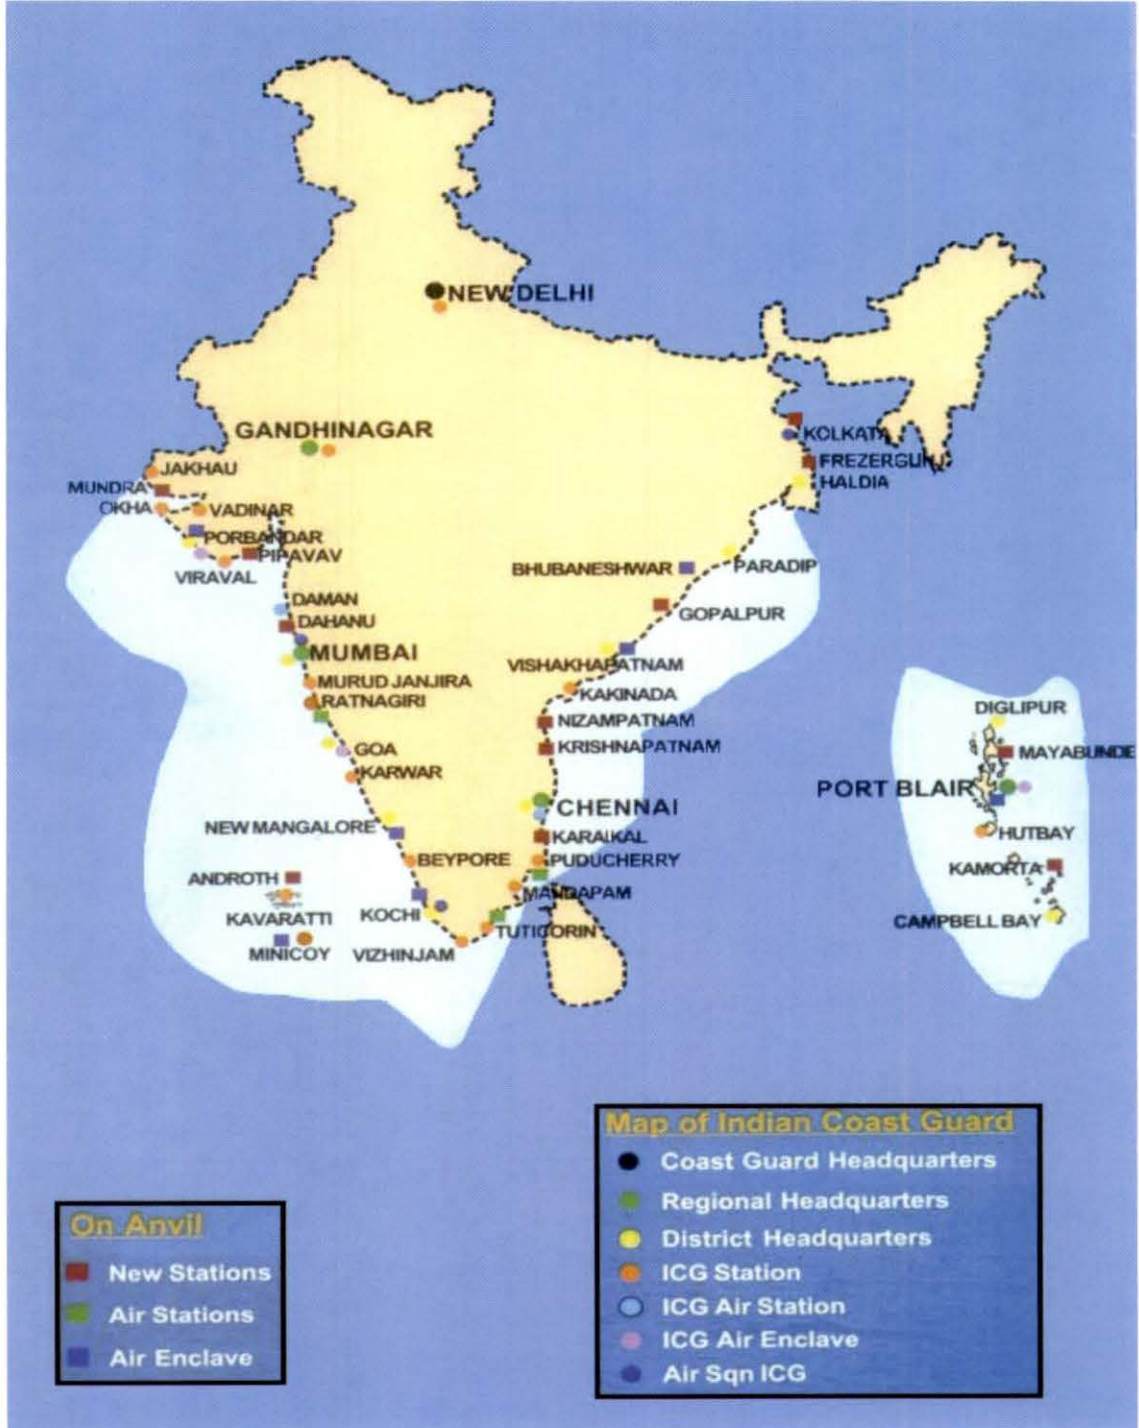 NEW DELHI
GANDHINAGAR
KOLKATA
JAKHAU
FREZERGUNJ
MUNDRA
HALDIA
OKHA
VADINAR
PORBANDAR
PIPAVAV
VIRAVAL
BHUBANESHWAR
PARADIP
DAMAN
GOPALPUR
DAHANU
MUMBAI
VISHAKHAPATNAM
MURUD JANJIRA
KAKINADA
RATNAGIRI
DIGLIPUR
NIZAMPATNAM
GOA
KRISHNAPATNAM
MAYABUNDE
KARWAR
PORT BLAIR
CHENNAI
NEW MANGALORE
HUTBAY
KARAIKAL
BEYPORE
PUDUCHERRY
KAMORTA
ANDROTH
MANDAPAM
KAVARATTI
KOCHI
CAMPBELL BAY
TUTICORIN
MINICOY
VIZHINJAM
Map of Indian Coast Guard
Coast Guard Headquarters
Regional Headquarters
District Headquarters
ICG Station
ICG Air Station
ICG Air Enclave
Air Sqn ICG
On Anvil
New Stations
Air Stations
Air Enclave